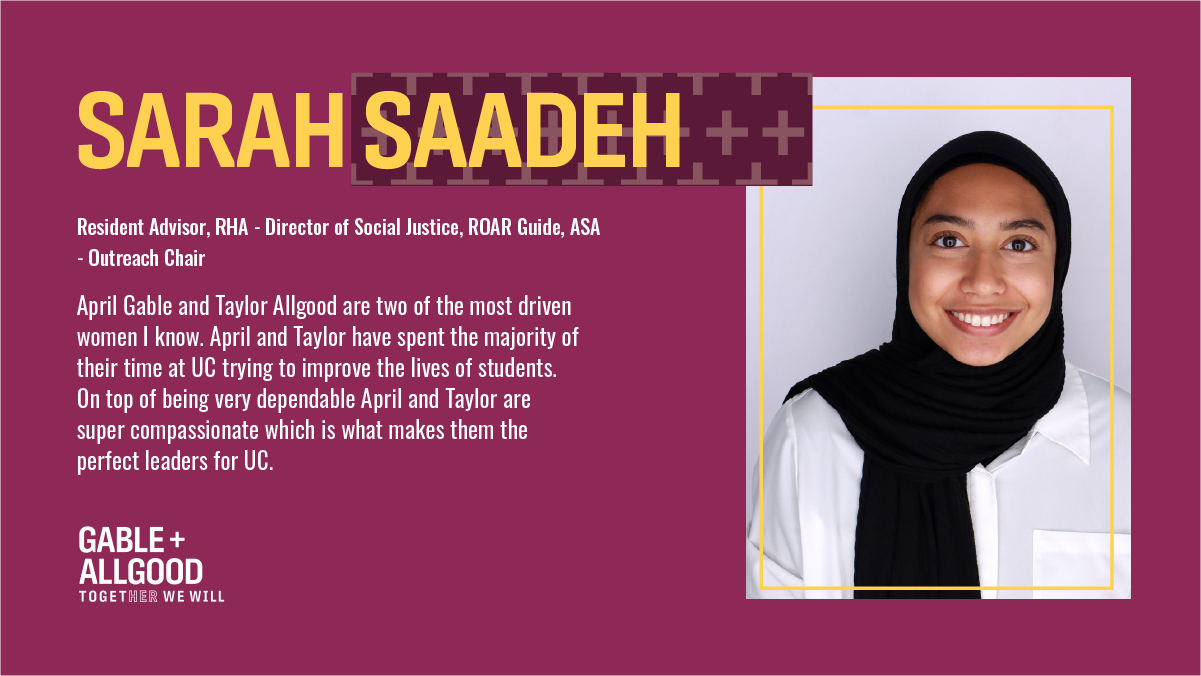 SARAH SAADEH
Resident Advisor, RHA - Director of Social Justice, ROAR Guide, ASA
- Outreach Chair
April Gable and Taylor Allgood are two of the most driven
women I know. April and Taylor have spent the majority of
their time at UC trying to improve the lives of students.
On top of being very dependable April and Taylor are
super compassionate which is what makes them the
perfect leaders for UC.
GABLE +
ALLGOOD
TOGETHER WE WILL